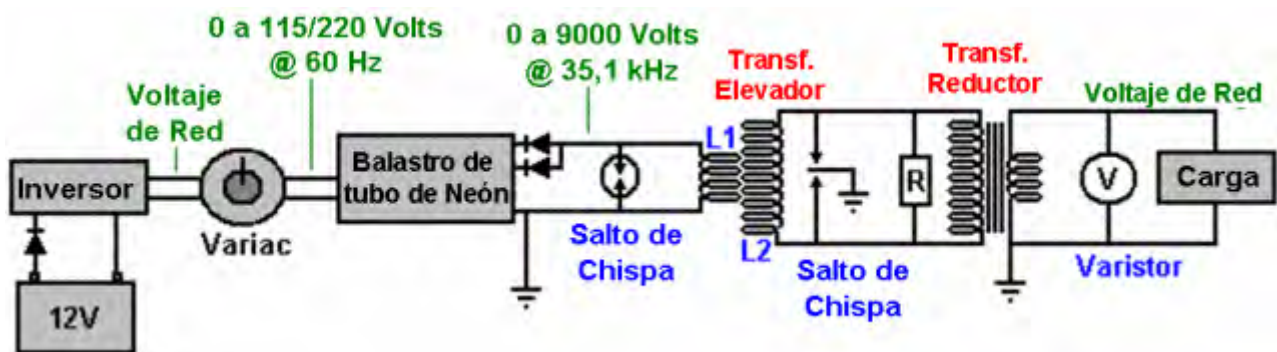 0 a 115/220 Volts
@ 60 Hz
0 a 9000 Volts
@ 35,1 kHz
Voltaje
de Red
Transf.
Elevador
Transf.
Reductor
Voltaje de Red
L1
Inversor
Balastro de
tubo de Neón
R
V
Carga
Variac
Salto de
Chispa
L2
Salto de
Chispa
Varistor
12V